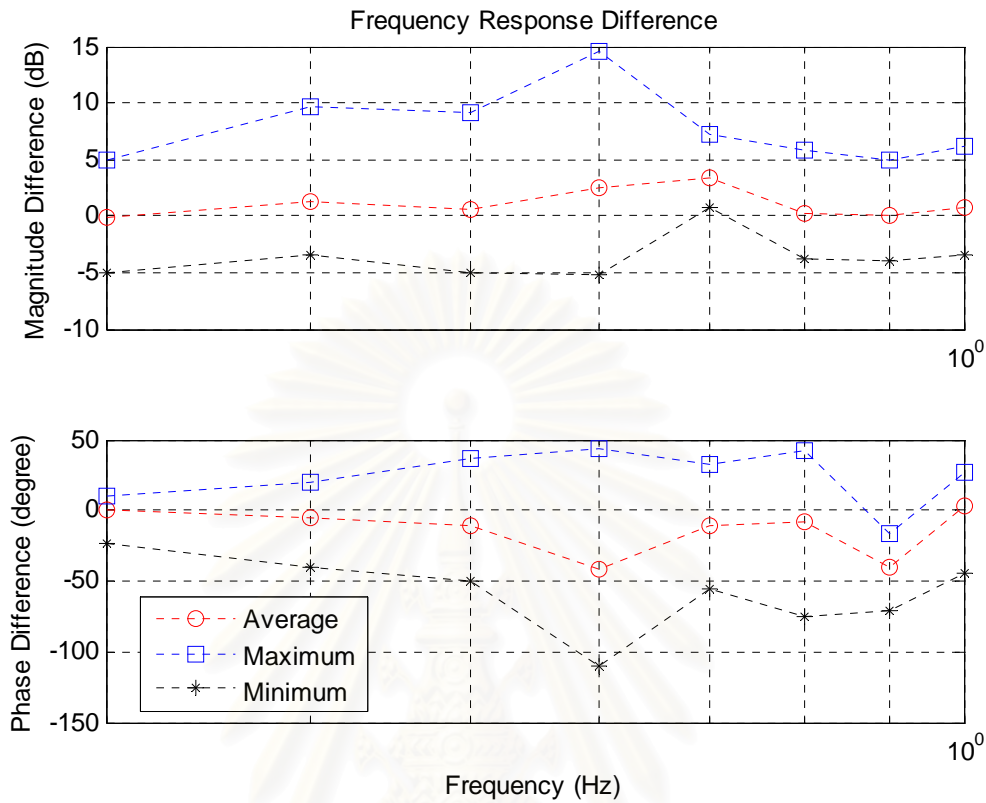 Frequency Response Difference
Magnitude Difference (dB)
15
10
5
0
-5
-10
10^0
Phase Difference (degree)
50
0
-50
-100
-150
10^0
Average
Maximum
Minimum
Frequency (Hz)